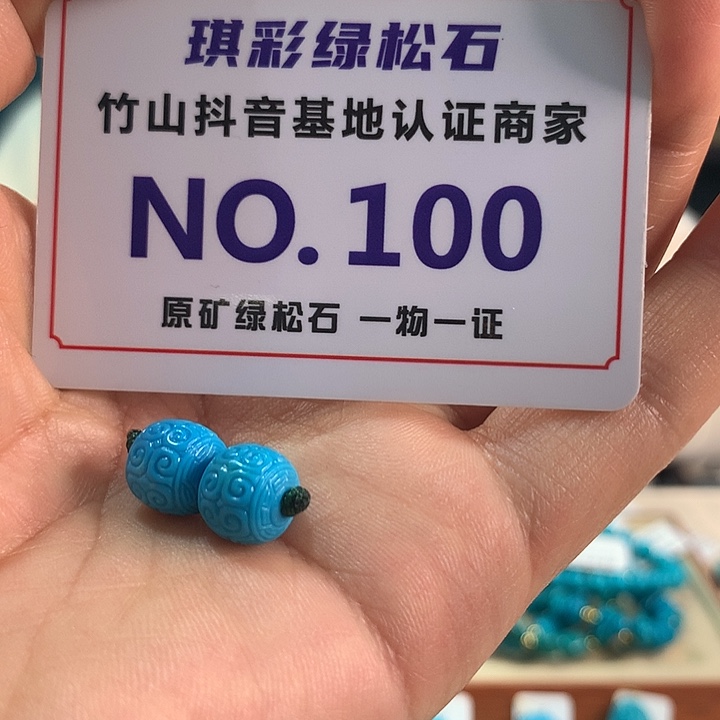 琪彩绿松石
竹山抖音基地认证商家
NO.100
原矿绿松石 一物一证